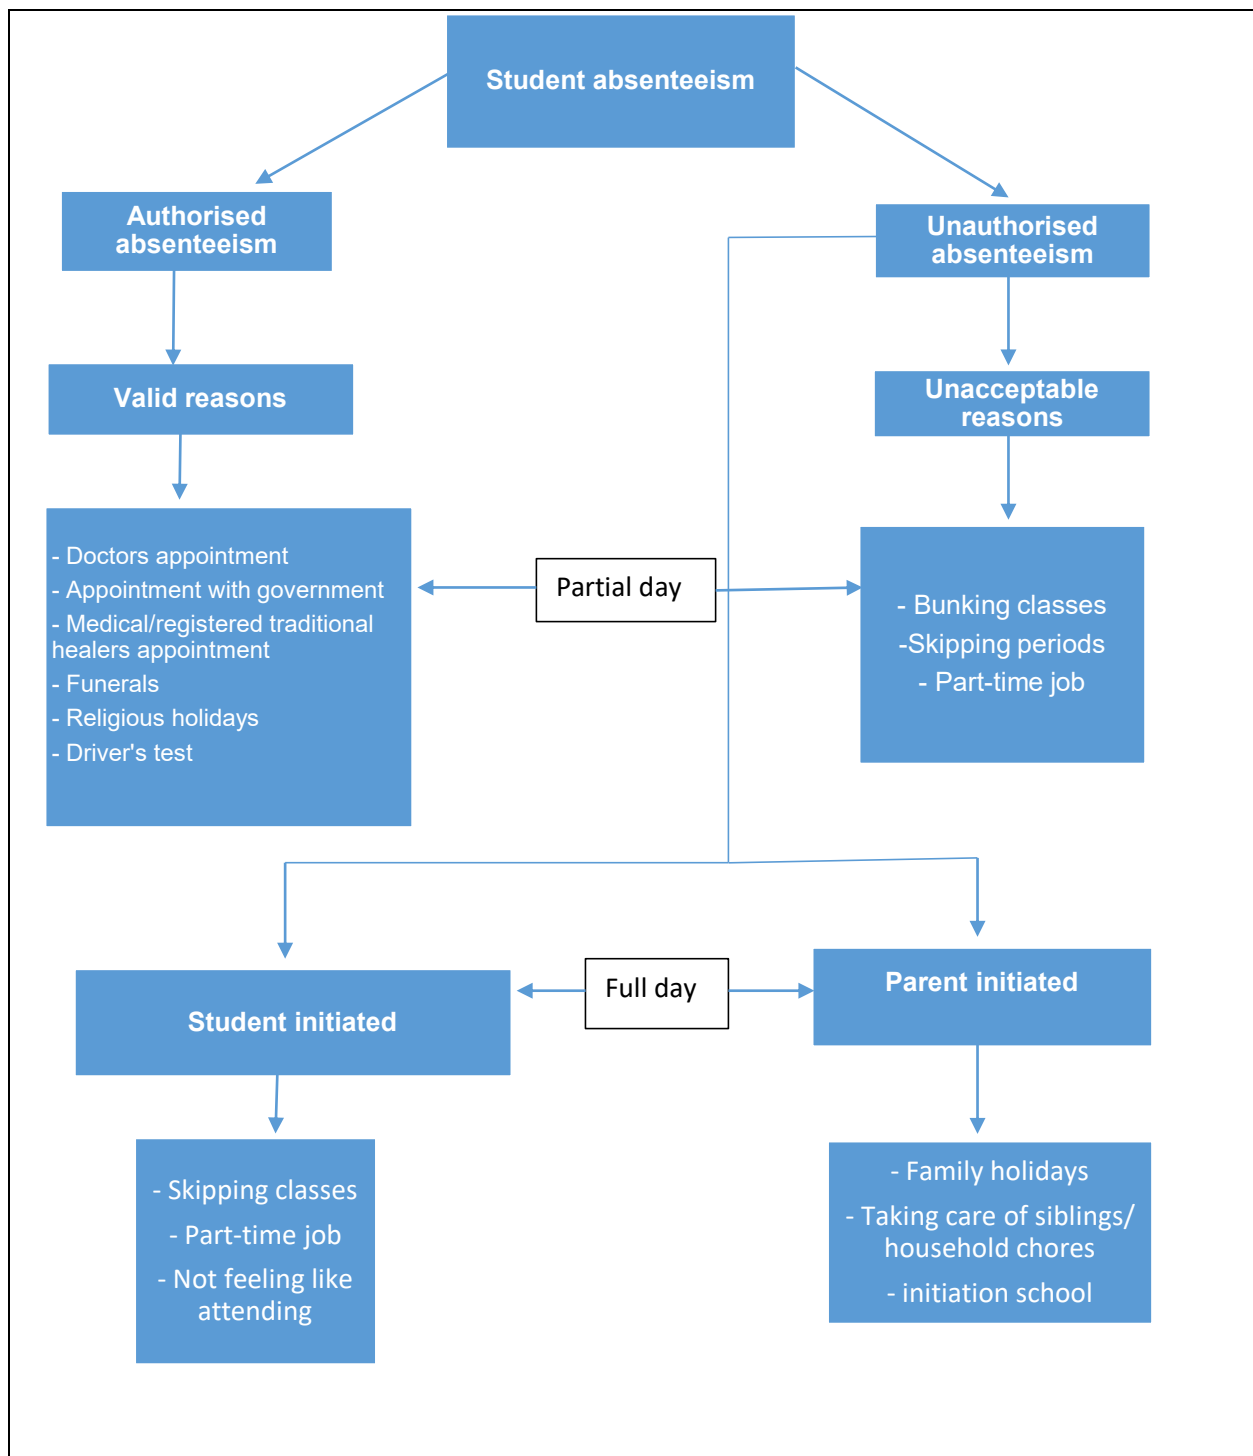 Student absenteeism
Authorised
absenteeism
Unauthorised
absenteeism
Valid reasons
Unacceptable
reasons
- Doctors appointment
- Appointment with government
- Medical/registered traditional
healers appointment
- Funerals
- Religious holidays
- Driver's test
Partial day
- Bunking classes
-Skipping periods
- Part-time job
Student initiated
Full day
Parent initiated
- Skipping classes
- Part-time job
- Not feeling like
attending
- Family holidays
- Taking care of siblings/
household chores
- initiation school